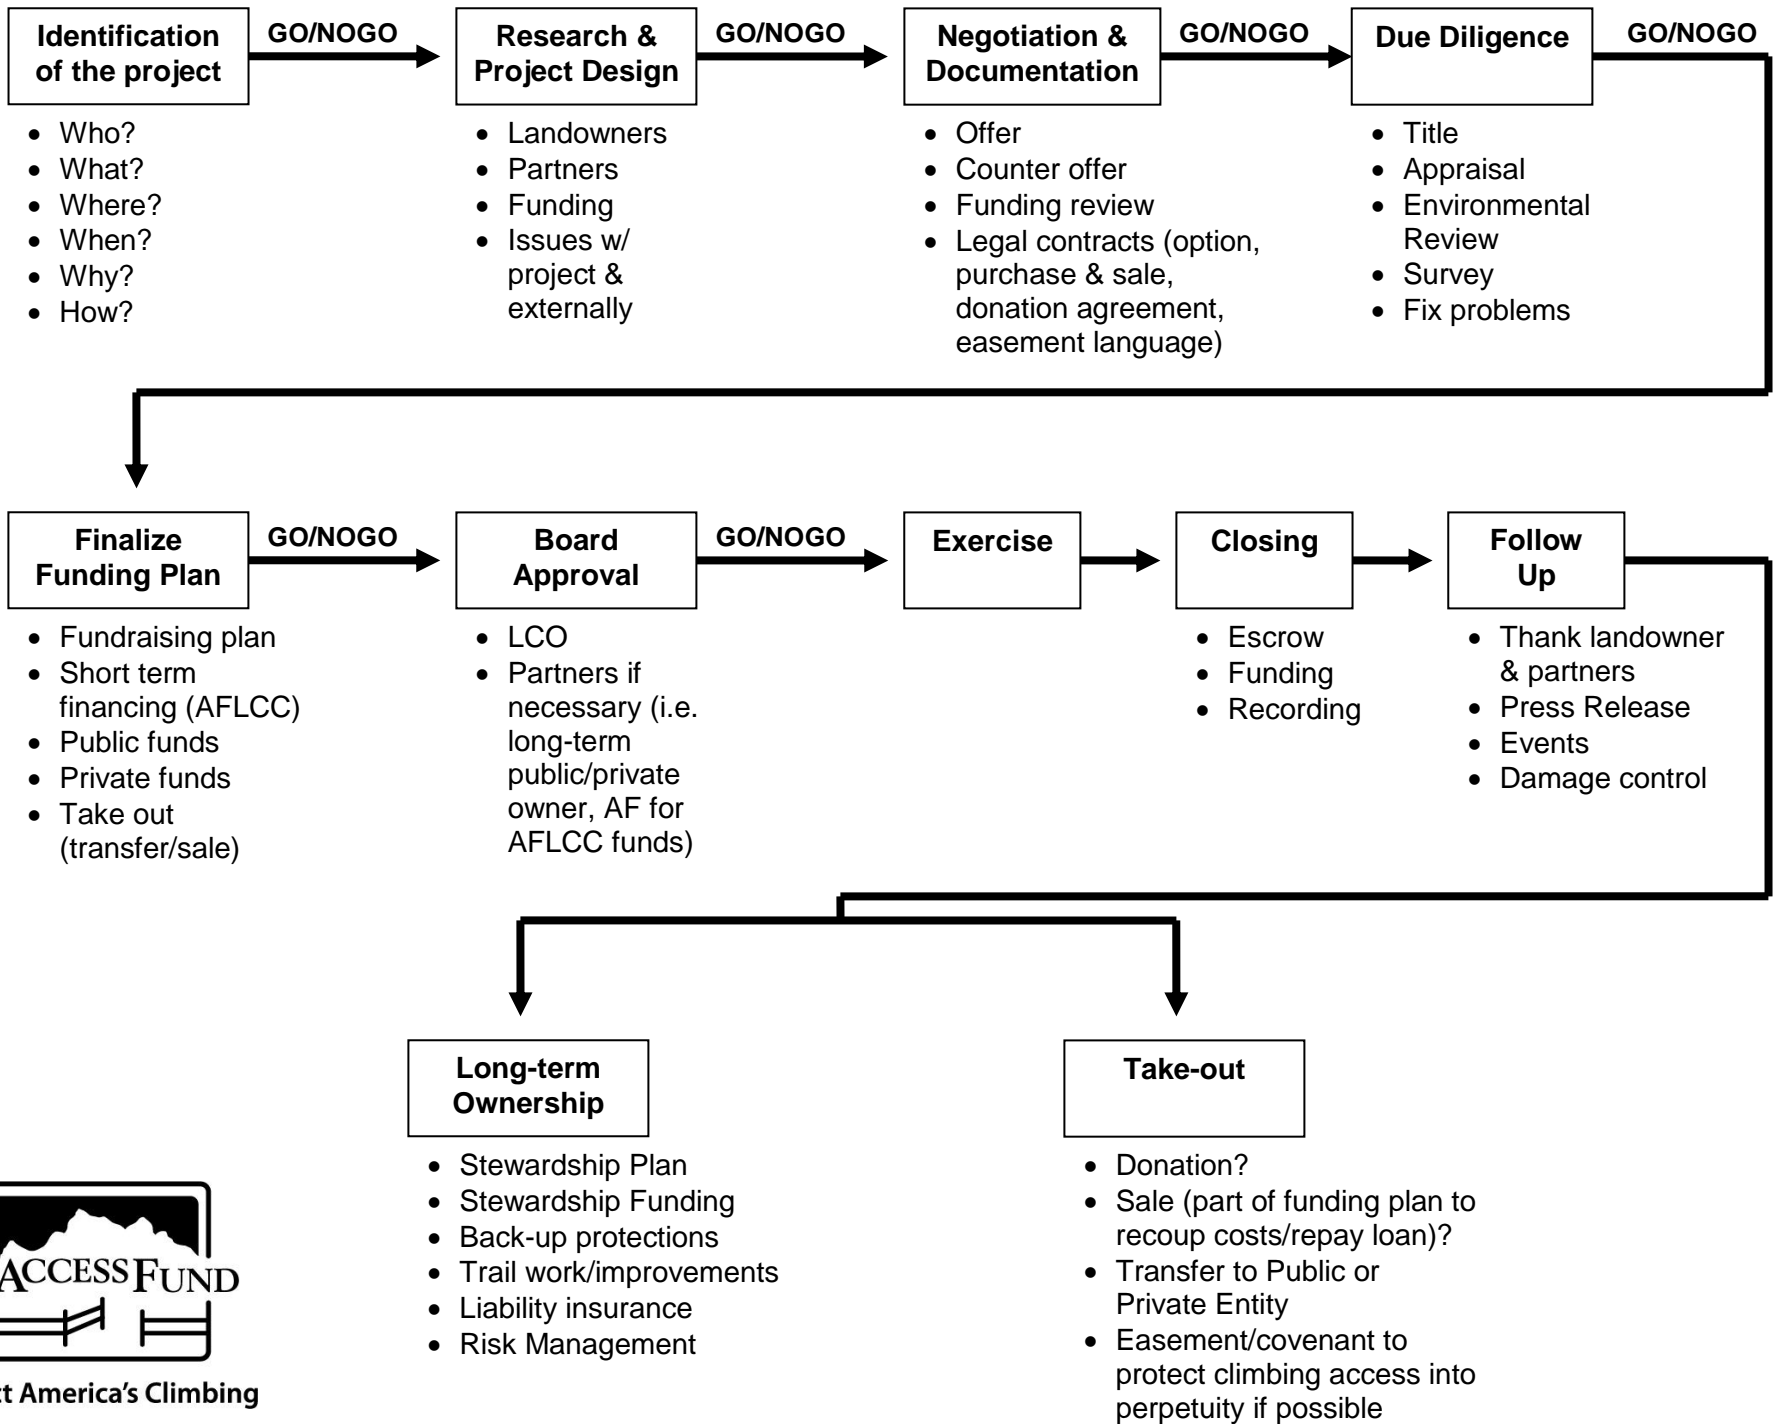 Identification
of the project
GO/NOGO
Research &
Project Design
GO/NOGO
Negotiation &
Documentation
GO/NOGO
Due Diligence
GO/NOGO
• Who?
• What?
• Where?
• When?
• Why?
• How?
• Landowners
• Partners
• Funding
• Issues w/
project &
externally
• Offer
• Counter offer
• Funding review
• Legal contracts (option,
purchase & sale,
donation agreement,
easement language)
• Title
• Appraisal
• Environmental
Review
• Survey
• Fix problems
Finalize
Funding Plan
GO/NOGO
Board
Approval
GO/NOGO
Exercise
Closing
Follow
Up
• Fundraising plan
• Short term
financing (AFLCC)
• Public funds
• Private funds
• Take out
(transfer/sale)
• LCO
• Partners if
necessary (i.e.
long-term
public/private
owner, AF for
AFLCC funds)
• Escrow
• Funding
• Recording
• Thank landowner
& partners
• Press Release
• Events
• Damage control
Long-term
Ownership
• Stewardship Plan
• Stewardship Funding
• Back-up protections
• Trail work/improvements
• Liability insurance
• Risk Management
Take-out
• Donation?
• Sale (part of funding plan to
recoup costs/repay loan)?
• Transfer to Public or
Private Entity
• Easement/covenant to
protect climbing access into
perpetuity if possible
ACCESS FUND
America's Climbing